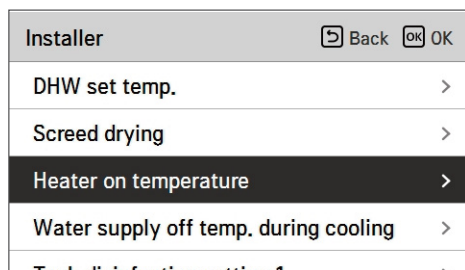 Installer Back OK OK
DHW set temp. >
Screed drying >
Heater on temperature >
Water supply off temp. during cooling >